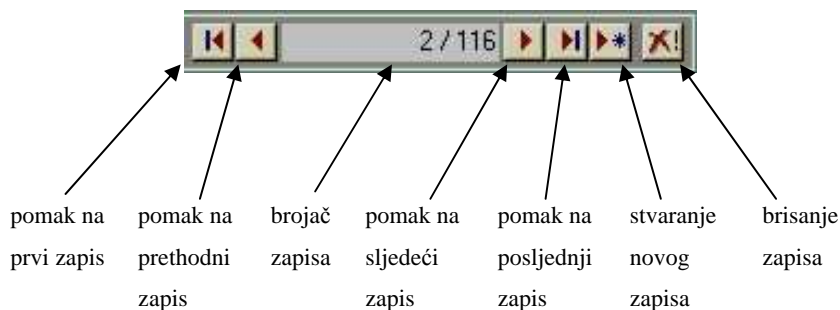 2 / 116
pomak na
prvi zapis
pomak na
prethodni
zapis
brojač
zapisa
pomak na
sljedeći
zapis
pomak na
posljednji
zapis
stvaranje
novog
zapisa
brisanje
zapisa